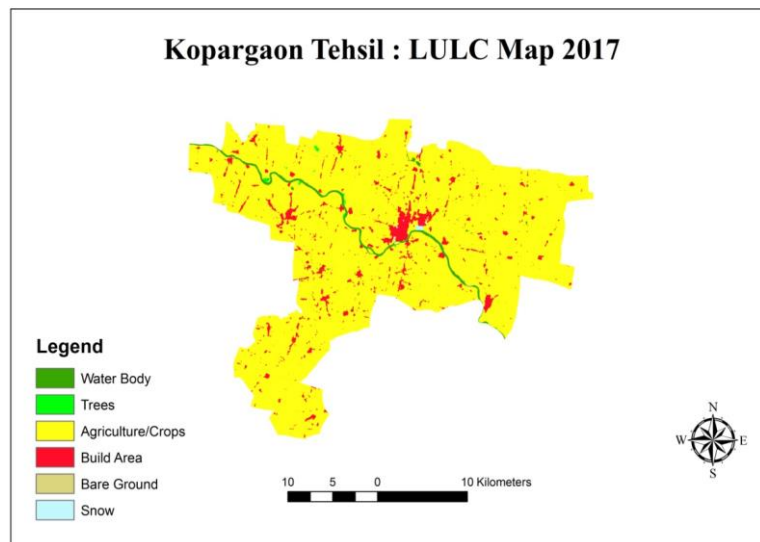 Kopargaon Tehsil : LULC Map 2017
Legend
Water Body
Trees
Agriculture/Crops
Build Area
Bare Ground
Snow
10 5 0 10 Kilometers
N
W E
S